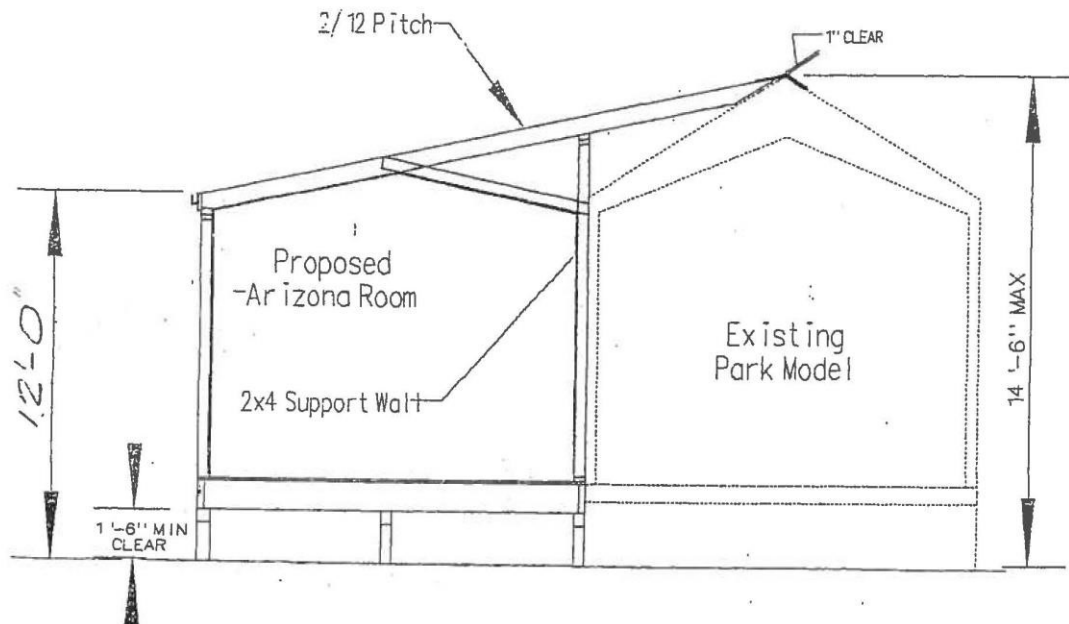 2/12 Pitch
1" CLEAR
Proposed
-Arizona Room
Existing
Park Model
2x4 Support Wall
12'-0"
14'-6" MAX
1'-6" MIN
CLEAR